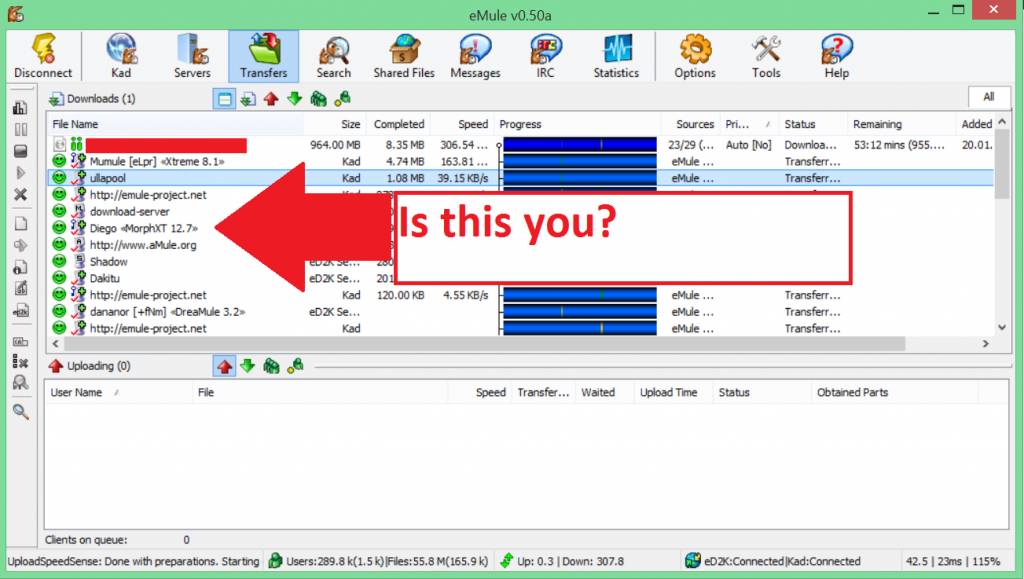 eMule v0.50a
Disconnect Kad Servers Transfers Search Shared Files Messages IRC Statistics Options Tools Help
Downloads (1) All
File Name Size Completed Speed Progress Sources Pri... Status Remaining Added
964.00 MB 8.35 MB 306.54 ... 23/29 (... Auto [No] Downloa... 53:12 mins (955.... 20.01.
Mumule [eLpr] «Xtreme 8.1» Kad 4.74 MB 163.81 ... eMule ... Transferr...
ullapool Kad 1.08 MB 39.15 KB/s eMule ... Transferr...
http://emule-project.net Kad
download-server
Diego «MorphXT 12.7»
http://www.aMule.org
Shadow
Dakitu eD2K Se...
Is this you?
http://emule-project.net Kad 120.00 KB 4.55 KB/s eMule ... Transferr...
dananor [+fNm] «DreaMule 3.2» eD2K Se... eMule ... Transferr...
http://emule-project.net Kad eMule ... Transferr...
Uploading (0)
User Name File Speed Transfer... Waited Upload Time Status Obtained Parts
Clients on queue: 0
UploadSpeedSense: Done with preparations. Starting Users:289.8 k(1.5 k)|Files:55.8 M(165.9 k) Up: 0.3 | Down: 307.8 eD2K:Connected|Kad:Connected 42.5 | 23ms | 115%